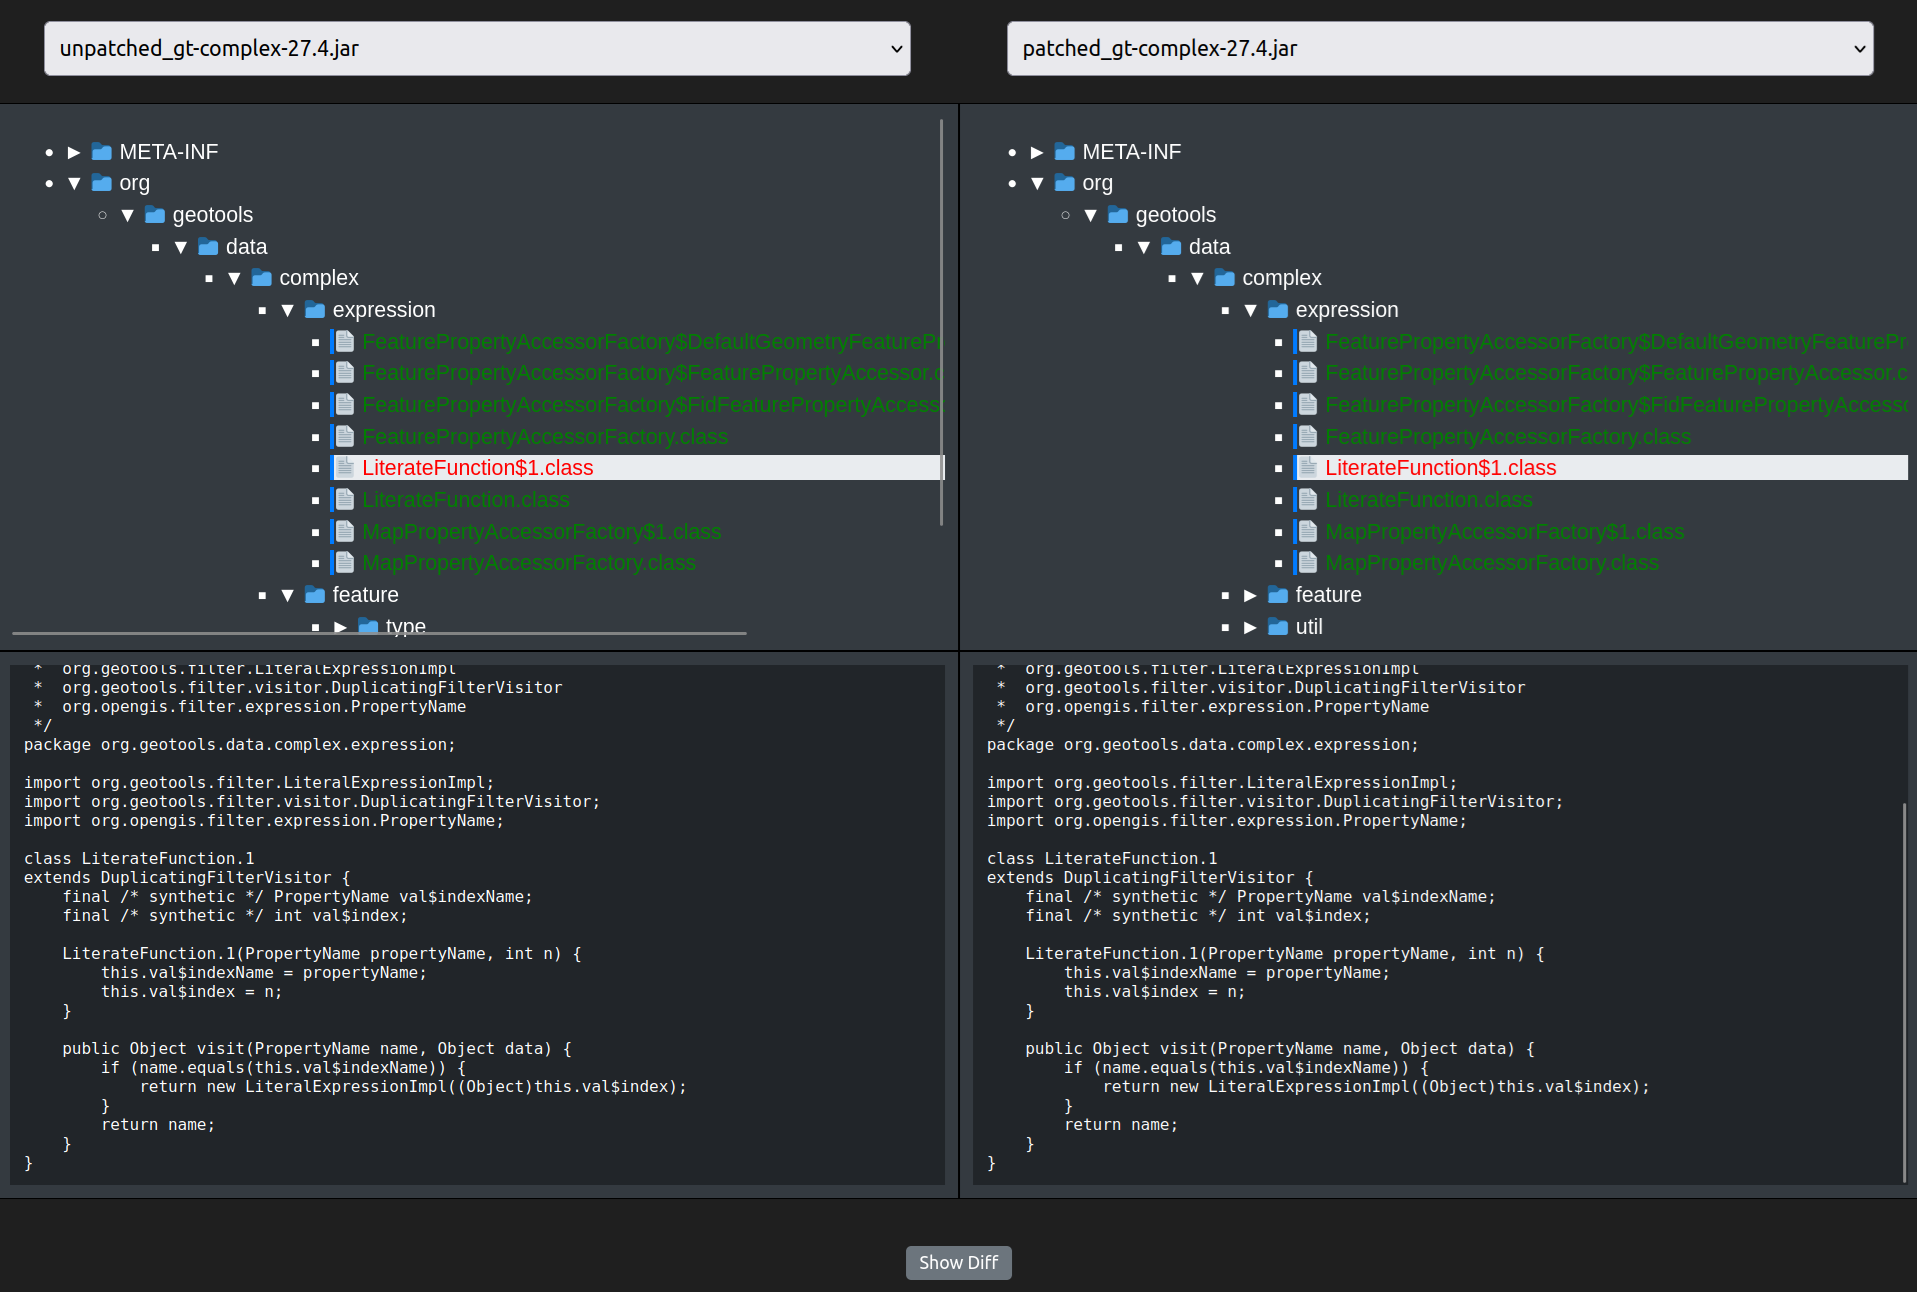 unpatched_gt-complex-27.4.jar
META-INF
org
geotools
data
complex
expression
FeaturePropertyAccessorFactory$DefaultGeometryFeaturePr
FeaturePropertyAccessorFactory$FeaturePropertyAccessor.c
FeaturePropertyAccessorFactory$FidFeaturePropertyAccess
FeaturePropertyAccessorFactory.class
LiterateFunction$1.class
LiterateFunction.class
MapPropertyAccessorFactory$1.class
MapPropertyAccessorFactory.class
feature
type
*  org.geotools.filter.LiteralExpressionImpl
*  org.geotools.filter.visitor.DuplicatingFilterVisitor
*  org.opengis.filter.expression.PropertyName
*/
package org.geotools.data.complex.expression;
import org.geotools.filter.LiteralExpressionImpl;
import org.geotools.filter.visitor.DuplicatingFilterVisitor;
import org.opengis.filter.expression.PropertyName;
class LiterateFunction.1
extends DuplicatingFilterVisitor {
final /* synthetic */ PropertyName val$indexName;
final /* synthetic */ int val$index;
LiterateFunction.1(PropertyName propertyName, int n) {
this.val$indexName = propertyName;
this.val$index = n;
}
public Object visit(PropertyName name, Object data) {
if (name.equals(this.val$indexName)) {
return new LiteralExpressionImpl((Object)this.val$index);
}
return name;
}
}
patched_gt-complex-27.4.jar
META-INF
org
geotools
data
complex
expression
FeaturePropertyAccessorFactory$DefaultGeometryFeaturePr
FeaturePropertyAccessorFactory$FeaturePropertyAccessor.c
FeaturePropertyAccessorFactory$FidFeaturePropertyAccesso
FeaturePropertyAccessorFactory.class
LiterateFunction$1.class
LiterateFunction.class
MapPropertyAccessorFactory$1.class
MapPropertyAccessorFactory.class
feature
util
*  org.geotools.filter.LiteralExpressionImpl
*  org.geotools.filter.visitor.DuplicatingFilterVisitor
*  org.opengis.filter.expression.PropertyName
*/
package org.geotools.data.complex.expression;
import org.geotools.filter.LiteralExpressionImpl;
import org.geotools.filter.visitor.DuplicatingFilterVisitor;
import org.opengis.filter.expression.PropertyName;
class LiterateFunction.1
extends DuplicatingFilterVisitor {
final /* synthetic */ PropertyName val$indexName;
final /* synthetic */ int val$index;
LiterateFunction.1(PropertyName propertyName, int n) {
this.val$indexName = propertyName;
this.val$index = n;
}
public Object visit(PropertyName name, Object data) {
if (name.equals(this.val$indexName)) {
return new LiteralExpressionImpl((Object)this.val$index);
}
return name;
}
}
Show Diff